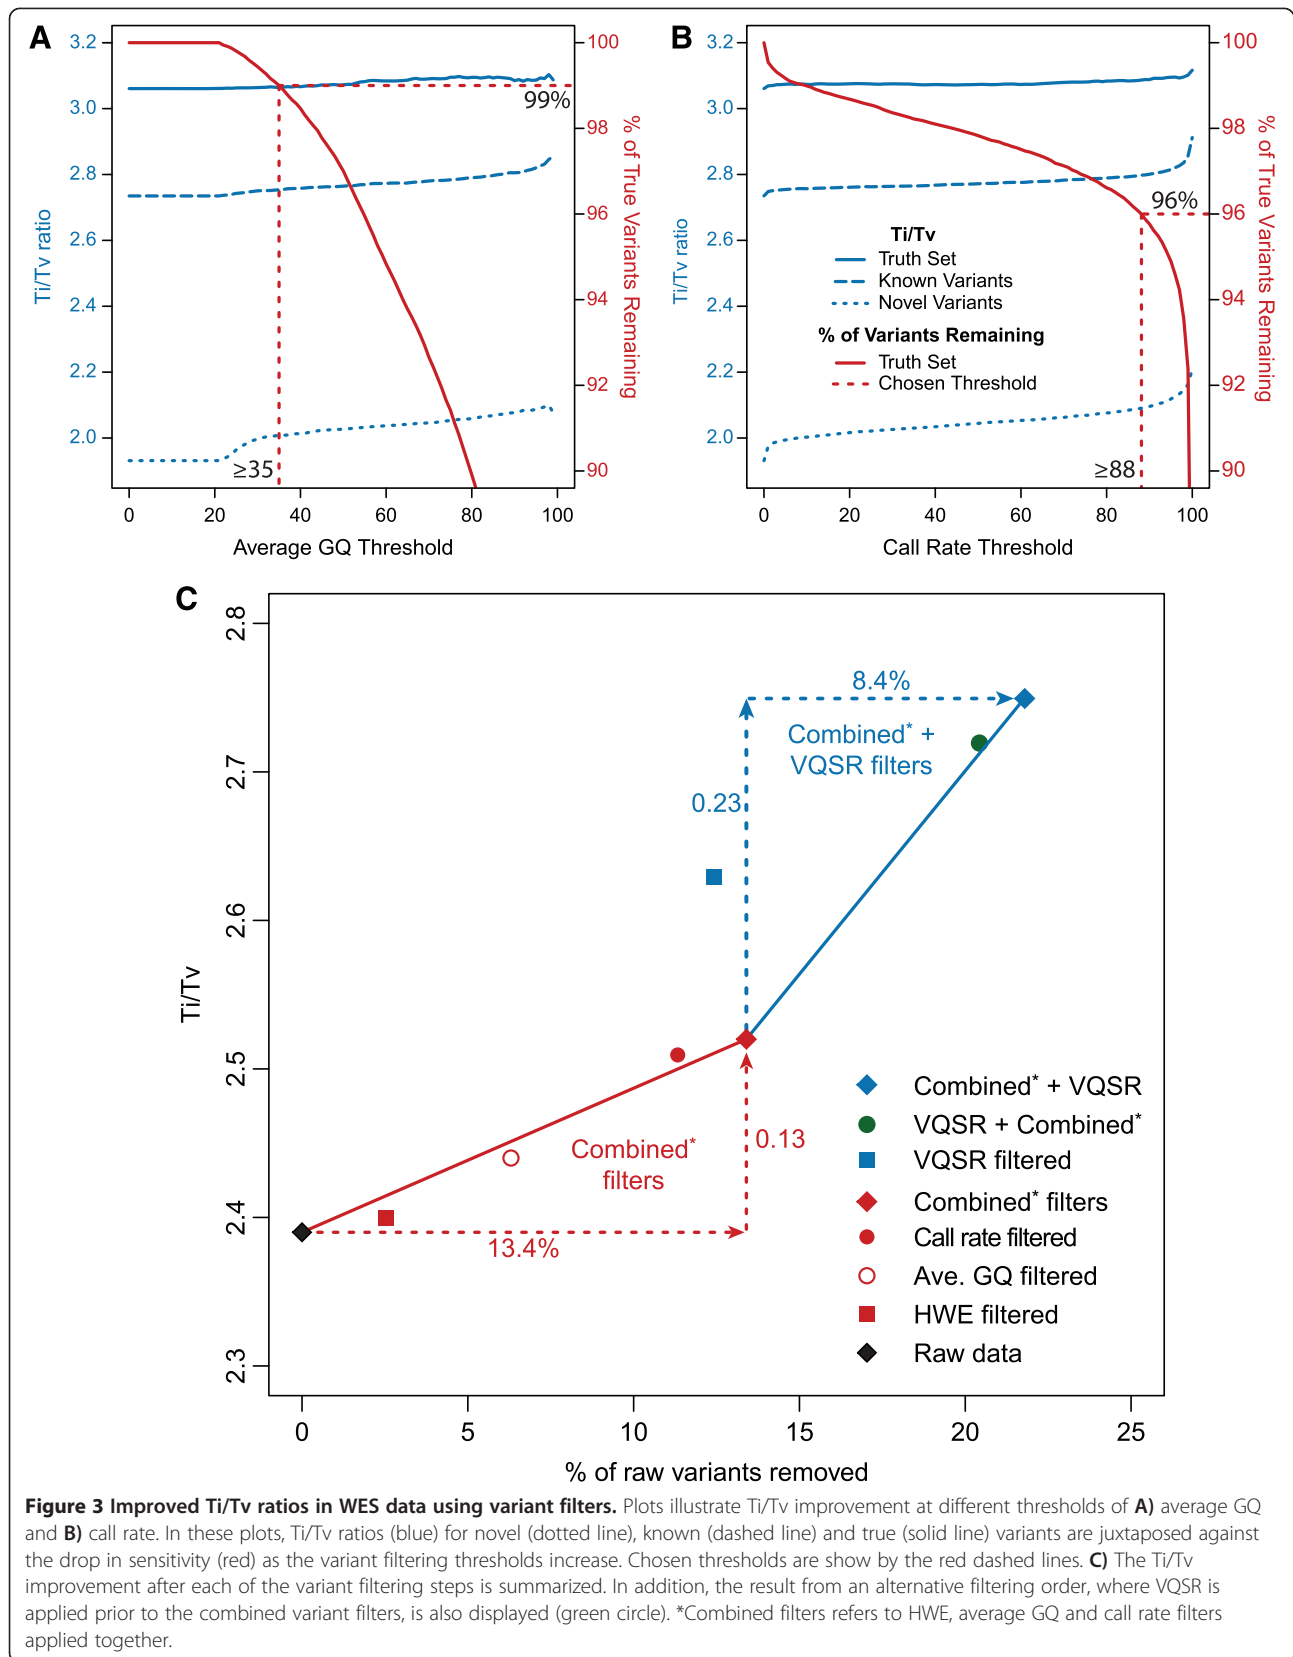 A
3.2
3.0
2.8
2.6
2.4
2.2
2.0
Ti/Tv ratio
100
98
96
94
92
90
% of True Variants Remaining
99%
≥35
0 20 40 60 80 100
Average GQ Threshold
B
3.2
3.0
2.8
2.6
2.4
2.2
2.0
Ti/Tv ratio
100
98
96
94
92
90
% of True Variants Remaining
96%
Ti/Tv
Truth Set
Known Variants
Novel Variants
% of Variants Remaining
Truth Set
Chosen Threshold
≥88
0 20 40 60 80 100
Call Rate Threshold
C
2.8
2.7
2.6
2.5
2.4
2.3
Ti/Tv
8.4%
Combined* +
VQSR filters
0.23
0.13
Combined*
filters
13.4%
Combined* + VQSR
VQSR + Combined*
VQSR filtered
Combined* filters
Call rate filtered
Ave. GQ filtered
HWE filtered
Raw data
0 5 10 15 20 25
% of raw variants removed
Figure 3 Improved Ti/Tv ratios in WES data using variant filters. Plots illustrate Ti/Tv improvement at different thresholds of A) average GQ
and B) call rate. In these plots, Ti/Tv ratios (blue) for novel (dotted line), known (dashed line) and true (solid line) variants are juxtaposed against
the drop in sensitivity (red) as the variant filtering thresholds increase. Chosen thresholds are show by the red dashed lines. C) The Ti/Tv
improvement after each of the variant filtering steps is summarized. In addition, the result from an alternative filtering order, where VQSR is
applied prior to the combined variant filters, is also displayed (green circle). *Combined filters refers to HWE, average GQ and call rate filters
applied together.